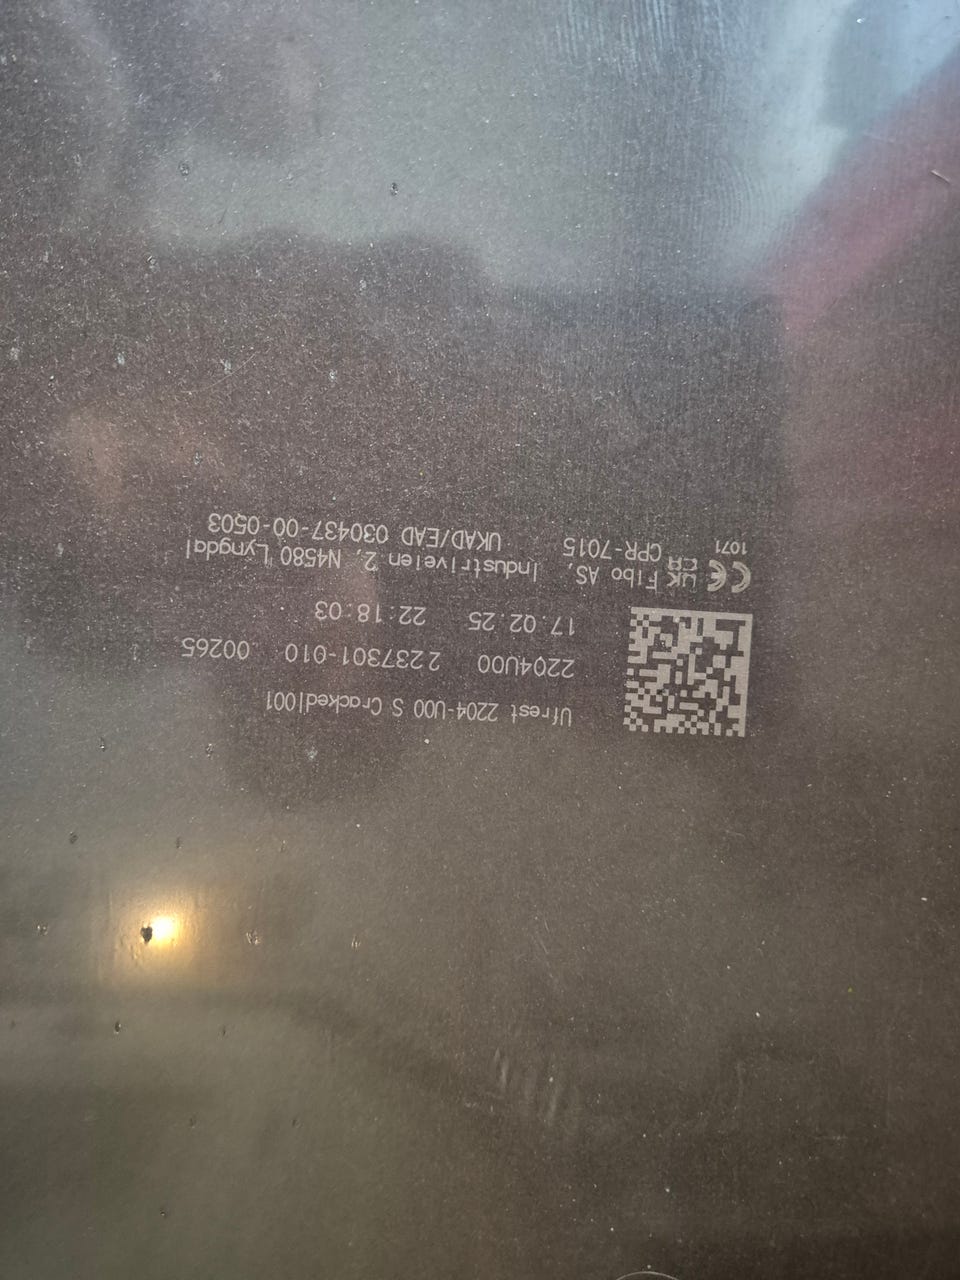 Ufrest 2204-U00 S Cracked|001
2204U00 2237301-010 00265
17.02.25 22:18:03
CE UK CA Fibo AS, Industriveien 2, N4580 Lyngdal
1071 CPR-7015 UKAD/EAD 030437-00-0503